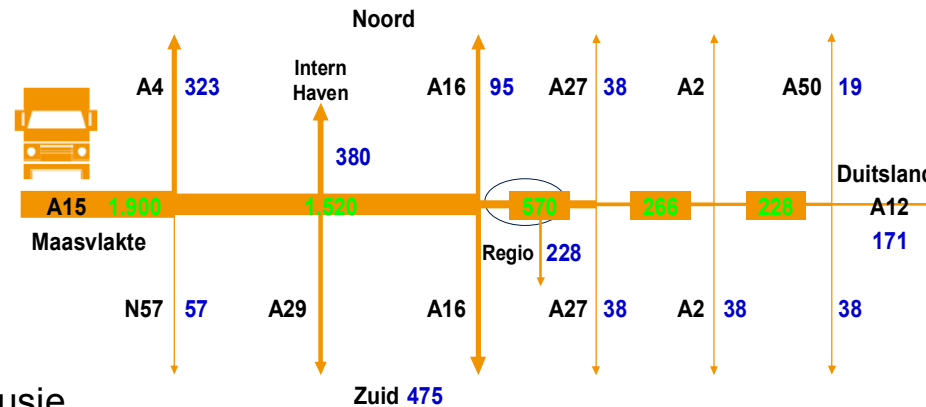 Noord
A4 323
Intern
Haven
A16 95
A27 38
A2
A50 19
380
Duitsland
A15 1.900
1.520
570
266
228
A12
Maasvlakte
Regio 228
171
N57 57
A29
A16
A27 38
A2 38
38
Zuid 475
usie